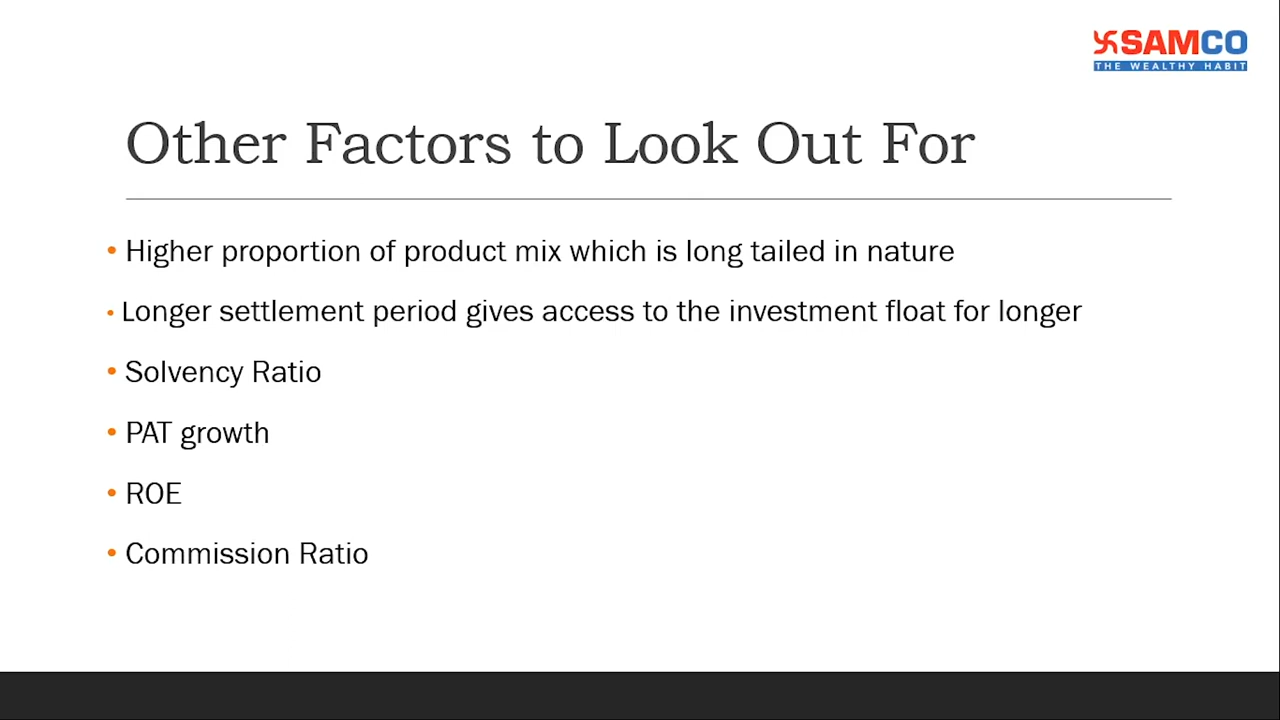 SAMCO
THE WEALTHY HABIT
Other Factors to Look Out For
• Higher proportion of product mix which is long tailed in nature
• Longer settlement period gives access to the investment float for longer
• Solvency Ratio
• PAT growth
• ROE
• Commission Ratio